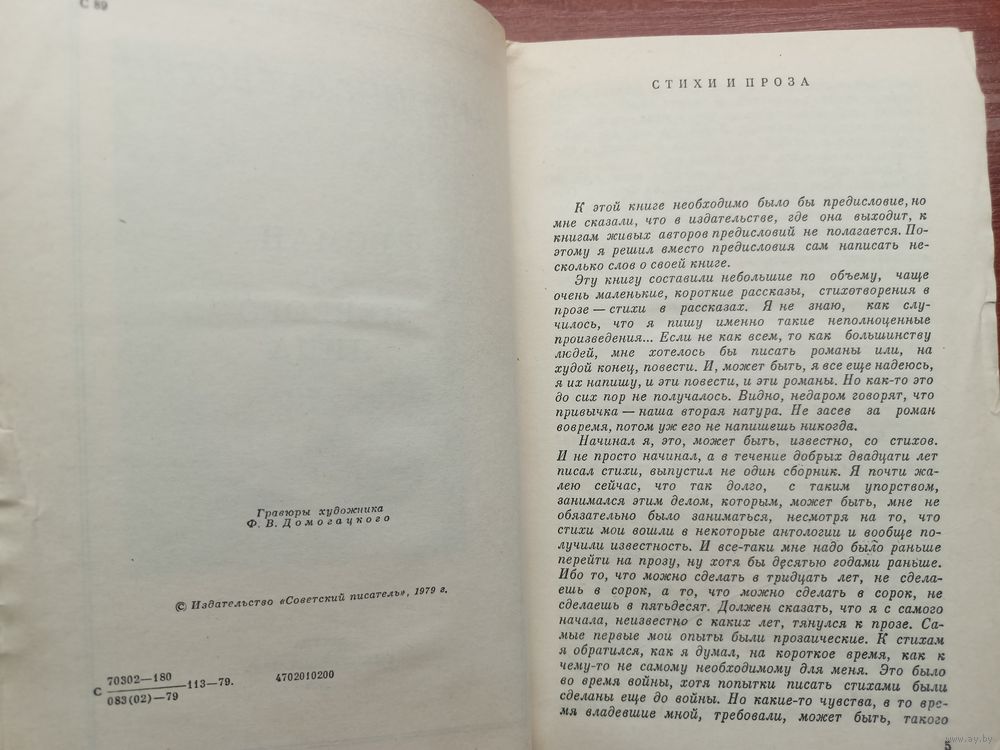 С 89
Гравюры художника
Ф. В. Домогацкого
© Издательство «Советский писатель», 1979 г.
С 70302—180
083(02)—79 —113—79. 4702010200
СТИХИ И ПРОЗА
К этой книге необходимо было бы предисловие, но
мне сказали, что в издательстве, где она выходит, к
книгам живых авторов предисловий не полагается. По-
этому я решил вместо предисловия сам написать не-
сколько слов о своей книге.
Эту книгу составили небольшие по объему, чаще
очень маленькие, короткие рассказы, стихотворения в
прозе — стихи в рассказах. Я не знаю, как слу-
чилось, что я пишу именно такие неполноценные
произведения... Если не как всем, то как большинству
людей, мне хотелось бы писать романы или, на
худой конец, повести. И, может быть, я все еще надеюсь,
я их напишу, и эти повести, и эти романы. Но как-то это
до сих пор не получалось. Видно, недаром говорят, что
привычка — наша вторая натура. Не засев за роман
вовремя, потом уж его не напишешь никогда.
Начинал я, это, может быть, известно, со стихов.
И не просто начинал, а в течение добрых двадцати лет
писал стихи, выпустил не один сборник. Я почти жа-
лею сейчас, что так долго, с таким упорством,
занимался этим делом, которым, может быть, мне не
обязательно было заниматься, несмотря на то, что
стихи мои вошли в некоторые антологии и вообще по-
лучили известность. И все-таки мне надо было раньше
перейти на прозу, ну хотя бы десятью годами раньше.
Ибо то, что можно сделать в тридцать лет, не сдела-
ешь в сорок, а то, что можно сделать в сорок, не
сделаешь в пятьдесят. Должен сказать, что я с самого
начала, неизвестно с каких лет, тянулся к прозе. Са-
мые первые мои опыты были прозаические. К стихам
я обратился, как я думал, на короткое время, как к
чему-то не самому необходимому для меня. Это было
во время войны, хотя попытки писать стихами были
сделаны еще до войны. Но какие-то чувства, в то вре-
мя владевшие мной, требовали, может быть, такого
5
www.ay.by